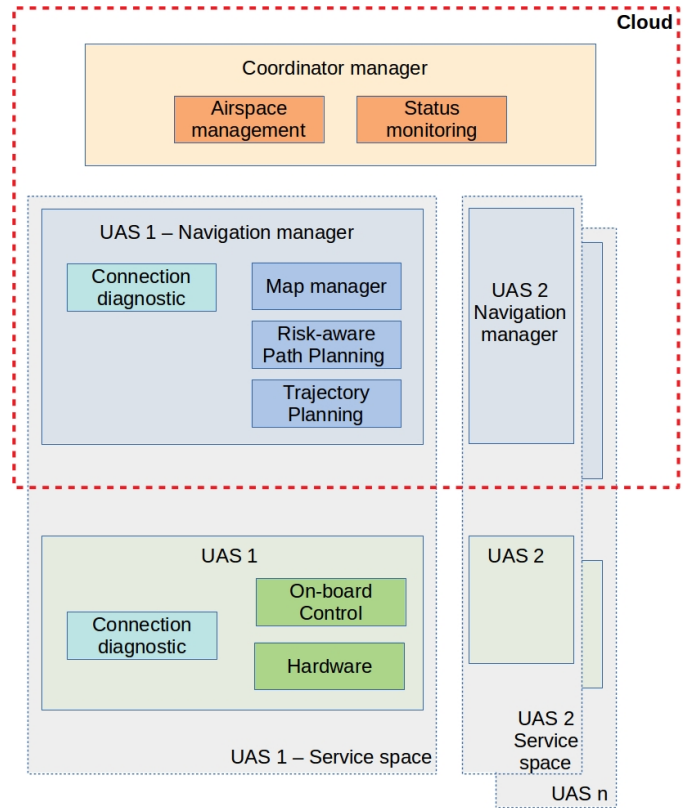 Cloud
Coordinator manager
Airspace
management
Status
monitoring
UAS 1 – Navigation manager
Connection
diagnostic
Map manager
Risk-aware
Path Planning
Trajectory
Planning
UAS 2
Navigation
manager
UAS 1
Connection
diagnostic
On-board
Control
Hardware
UAS 1 – Service space
UAS 2
UAS 2
Service
space
UAS n